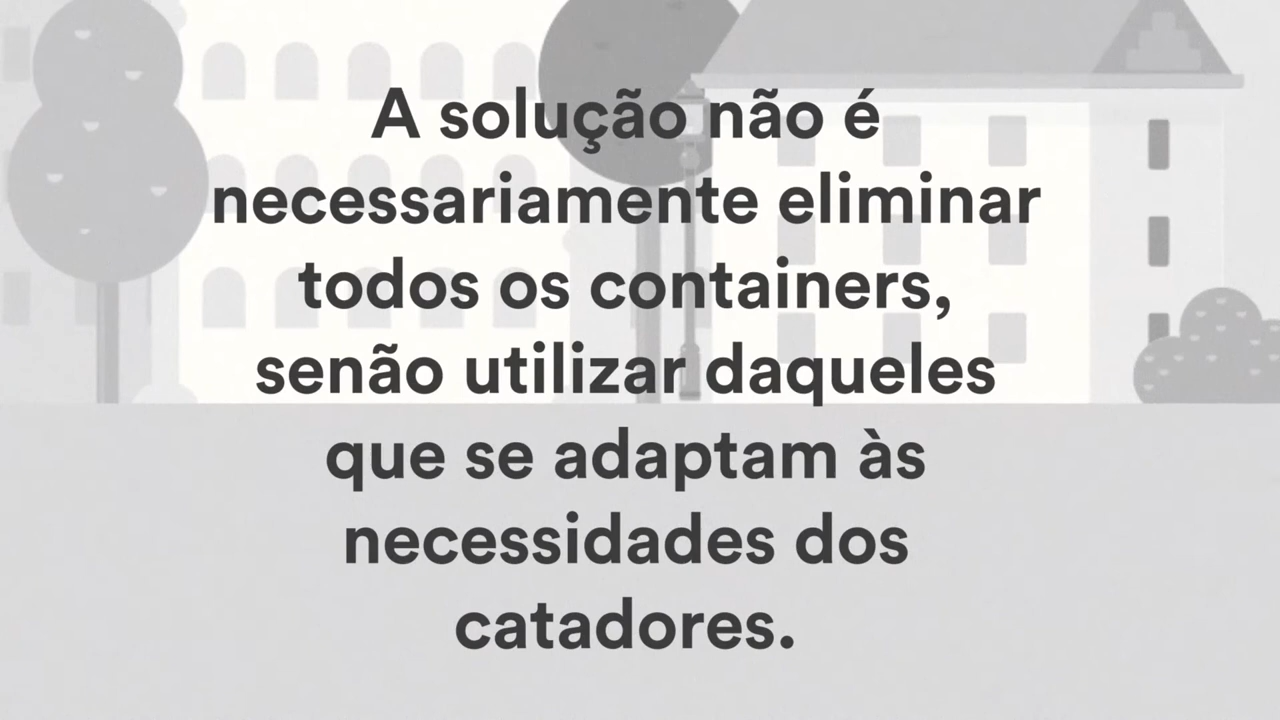 A solução não é
necessariamente eliminar
todos os containers,
senão utilizar daqueles
que se adaptam às
necessidades dos
catadores.